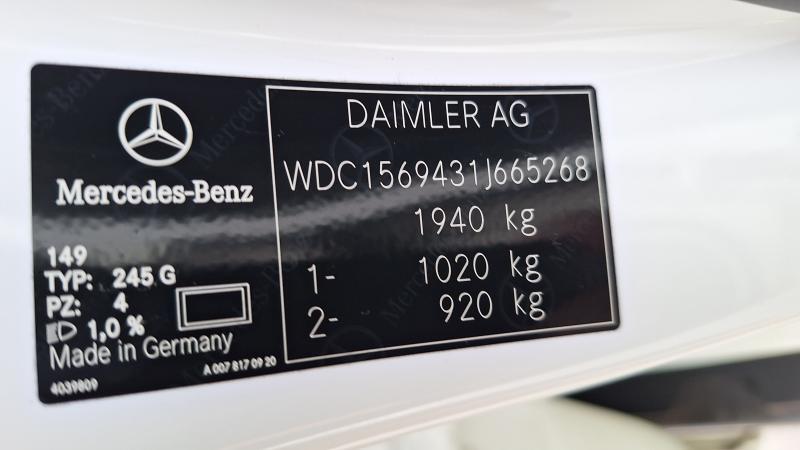 Mercedes-Benz
149
TYP: 245 G
PZ: 4
1,0 %
Made in Germany
4039809
A 007 817 09 20
DAIMLER AG
WDC1569431J665268
1940 kg
1- 1020 kg
2- 920 kg